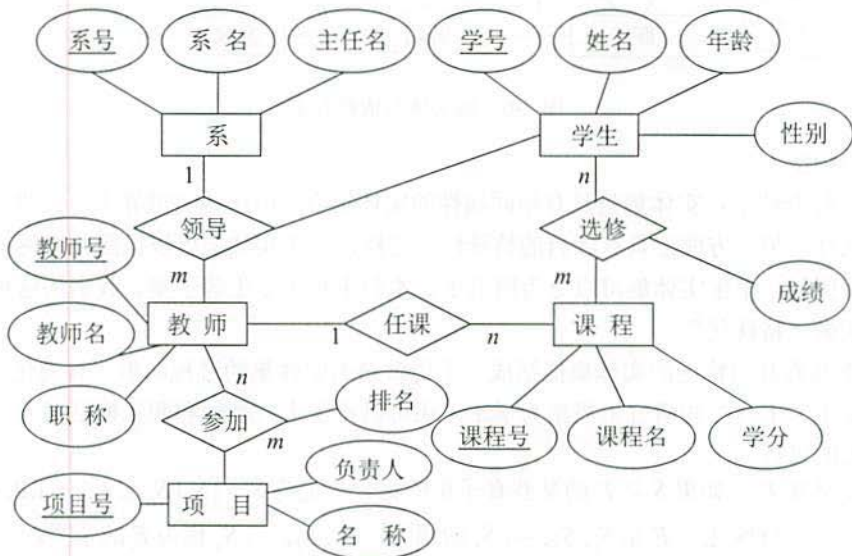 系号 系 名 主任名 学号 姓名 年龄
系 学生 性别
1 n
领导 选修
教师号 m m 成绩
教师名 教 师 1 任课 n 课 程
职 称 n 参加 m 排名 课程号 课程名 学分
负责人
项目号 项 目
名 称